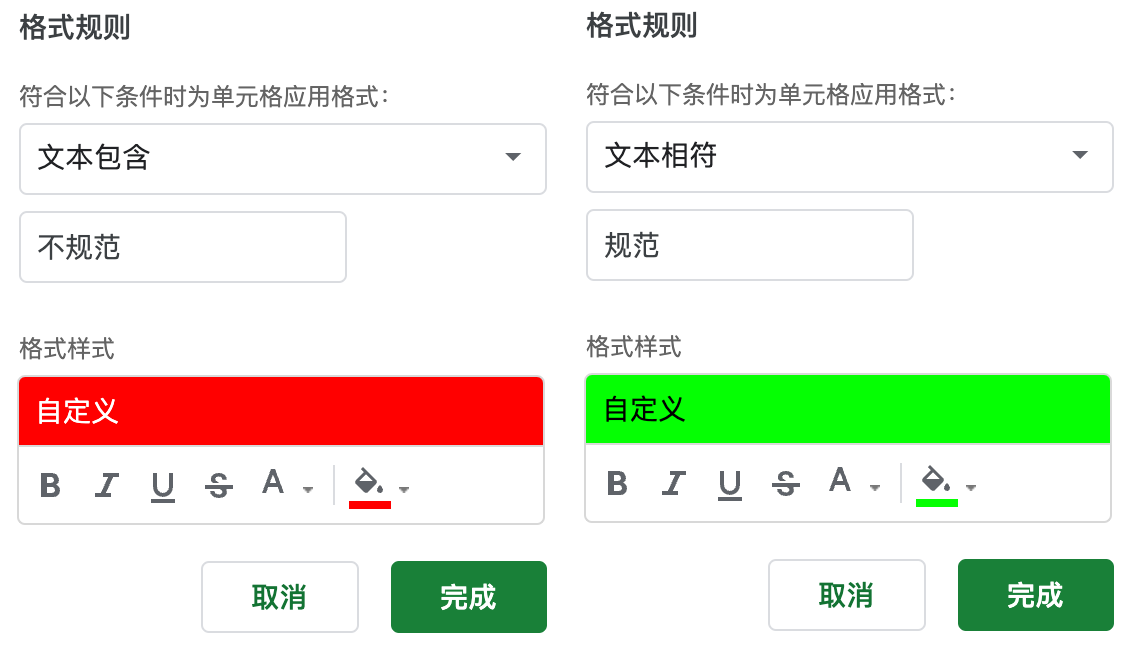 格式规则
符合以下条件时为单元格应用格式：
文本包含
不规范
格式样式
自定义
B I U S A
取消 完成
格式规则
符合以下条件时为单元格应用格式：
文本相符
规范
格式样式
自定义
B I U S A
取消 完成